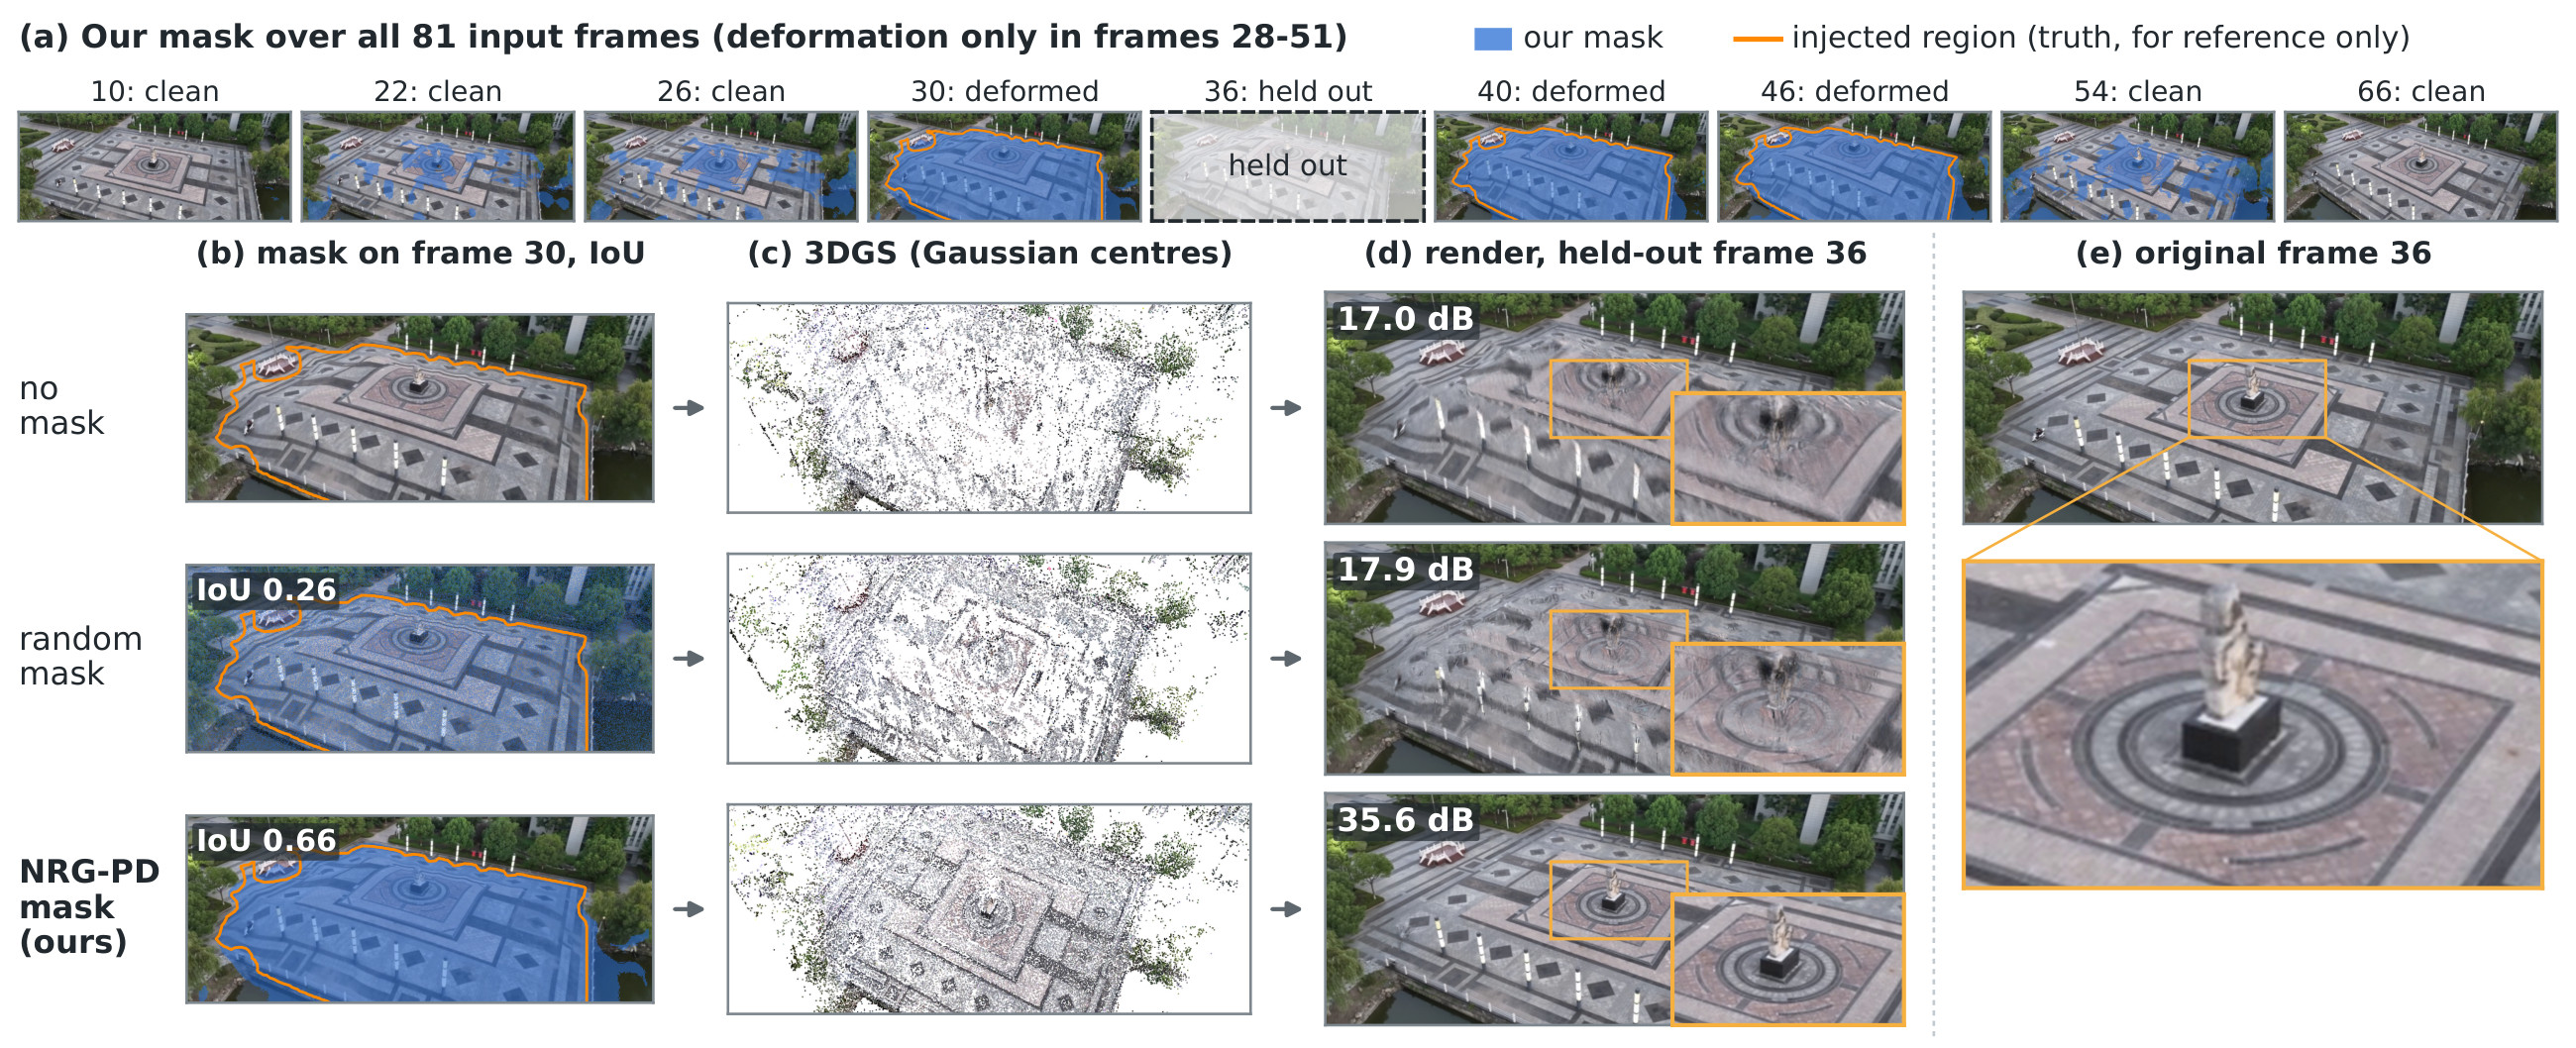 (a) Our mask over all 81 input frames (deformation only in frames 28-51)
our mask
injected region (truth, for reference only)
10: clean
22: clean
26: clean
30: deformed
36: held out
40: deformed
46: deformed
54: clean
66: clean
held out
(b) mask on frame 30, IoU
(c) 3DGS (Gaussian centres)
(d) render, held-out frame 36
(e) original frame 36
no
mask
17.0 dB
random
mask
IoU 0.26
17.9 dB
NRG-PD
mask
(ours)
IoU 0.66
35.6 dB